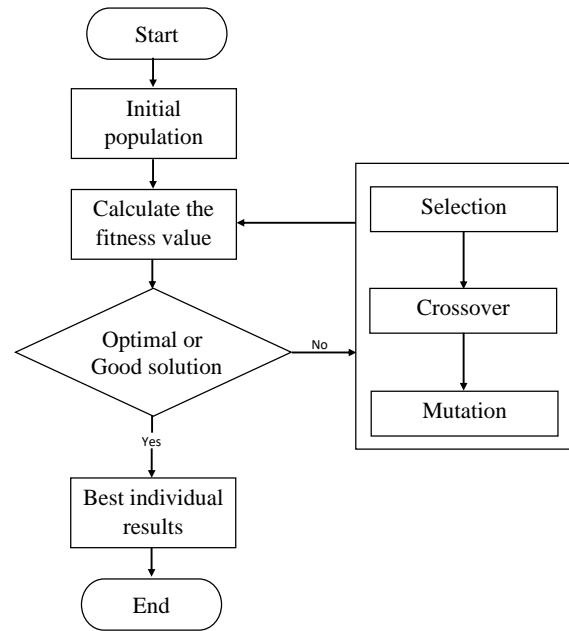 Start
Initial
population
Calculate the
fitness value
Optimal or
Good solution
No
Yes
Best individual
results
End
Selection
Crossover
Mutation